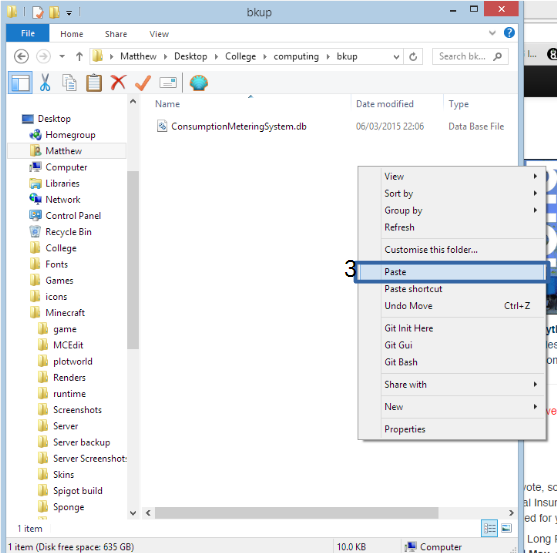 bkup
File Home Share View
Matthew Desktop College computing bkup
Search bk...
Name Date modified Type
ConsumptionMeteringSystem.db 06/03/2015 22:06 Data Base File
Desktop
Homegroup
Matthew
Computer
Libraries
Network
Control Panel
Recycle Bin
College
Fonts
Games
icons
Minecraft
game
MCEdit
plotworld
Renders
runtime
Screenshots
Server
Server backup
Server Screenshots
Skins
Spigot build
Sponge
View
Sort by
Group by
Refresh
Customise this folder...
3 Paste
Paste shortcut
Undo Move Ctrl+Z
Git Init Here
Git Gui
Git Bash
Share with
New
Properties
1 item
1 item (Disk free space: 635 GB) 10.0 KB Computer
vote, so
al Insur
ed for y
Long